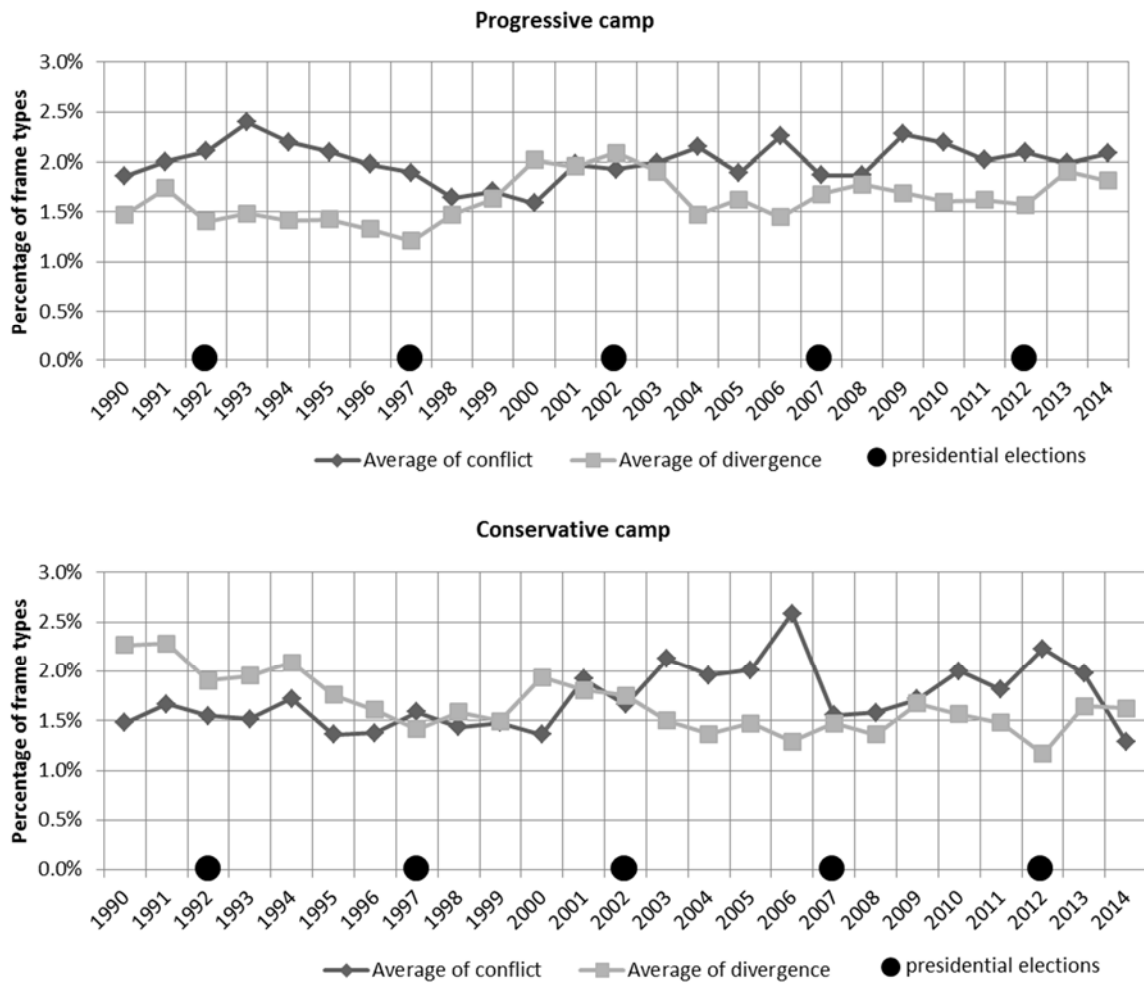 Progressive camp
Percentage of frame types
3.0%
2.5%
2.0%
1.5%
1.0%
0.5%
0.0%
1990 1991 1992 1993 1994 1995 1996 1997 1998 1999 2000 2001 2002 2003 2004 2005 2006 2007 2008 2009 2010 2011 2012 2013 2014
Average of conflict Average of divergence presidential elections
Conservative camp
Percentage of frame types
3.0%
2.5%
2.0%
1.5%
1.0%
0.5%
0.0%
1990 1991 1992 1993 1994 1995 1996 1997 1998 1999 2000 2001 2002 2003 2004 2005 2006 2007 2008 2009 2010 2011 2012 2013 2014
Average of conflict Average of divergence presidential elections